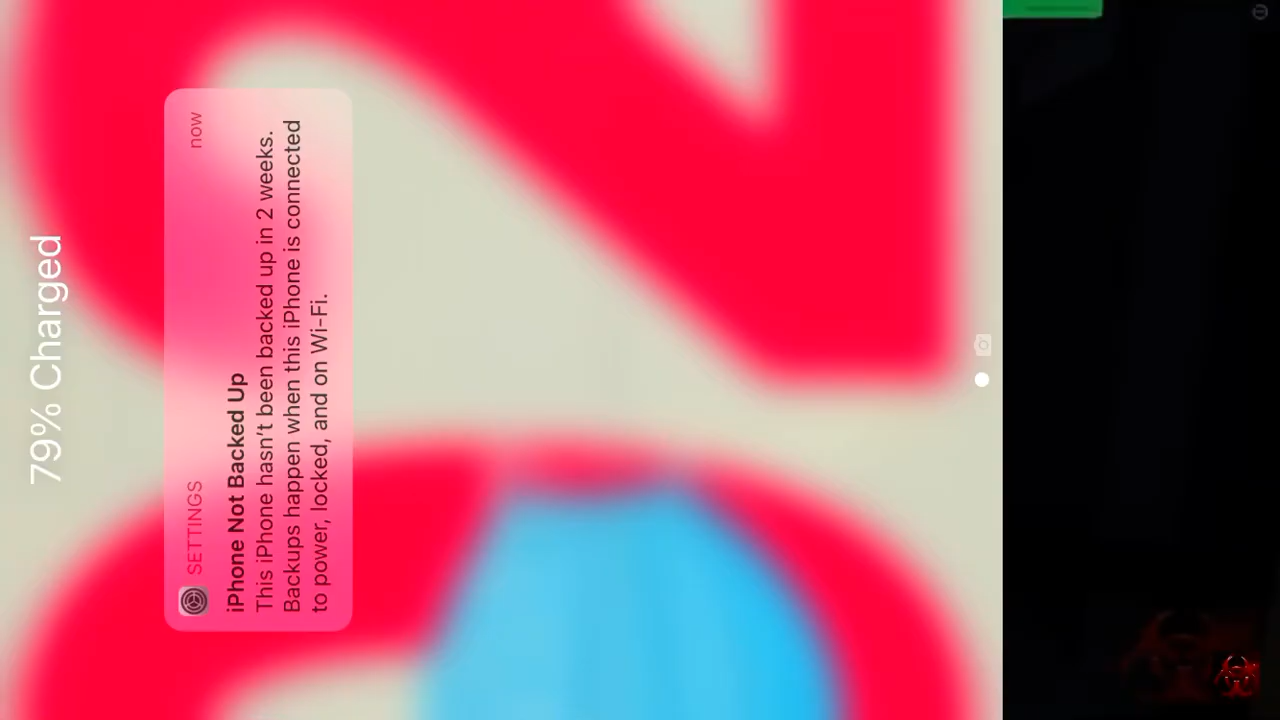 79% Charged
SETTINGS
now
iPhone Not Backed Up
This iPhone hasn't been backed up in 2 weeks.
Backups happen when this iPhone is connected
to power, locked, and on Wi-Fi.